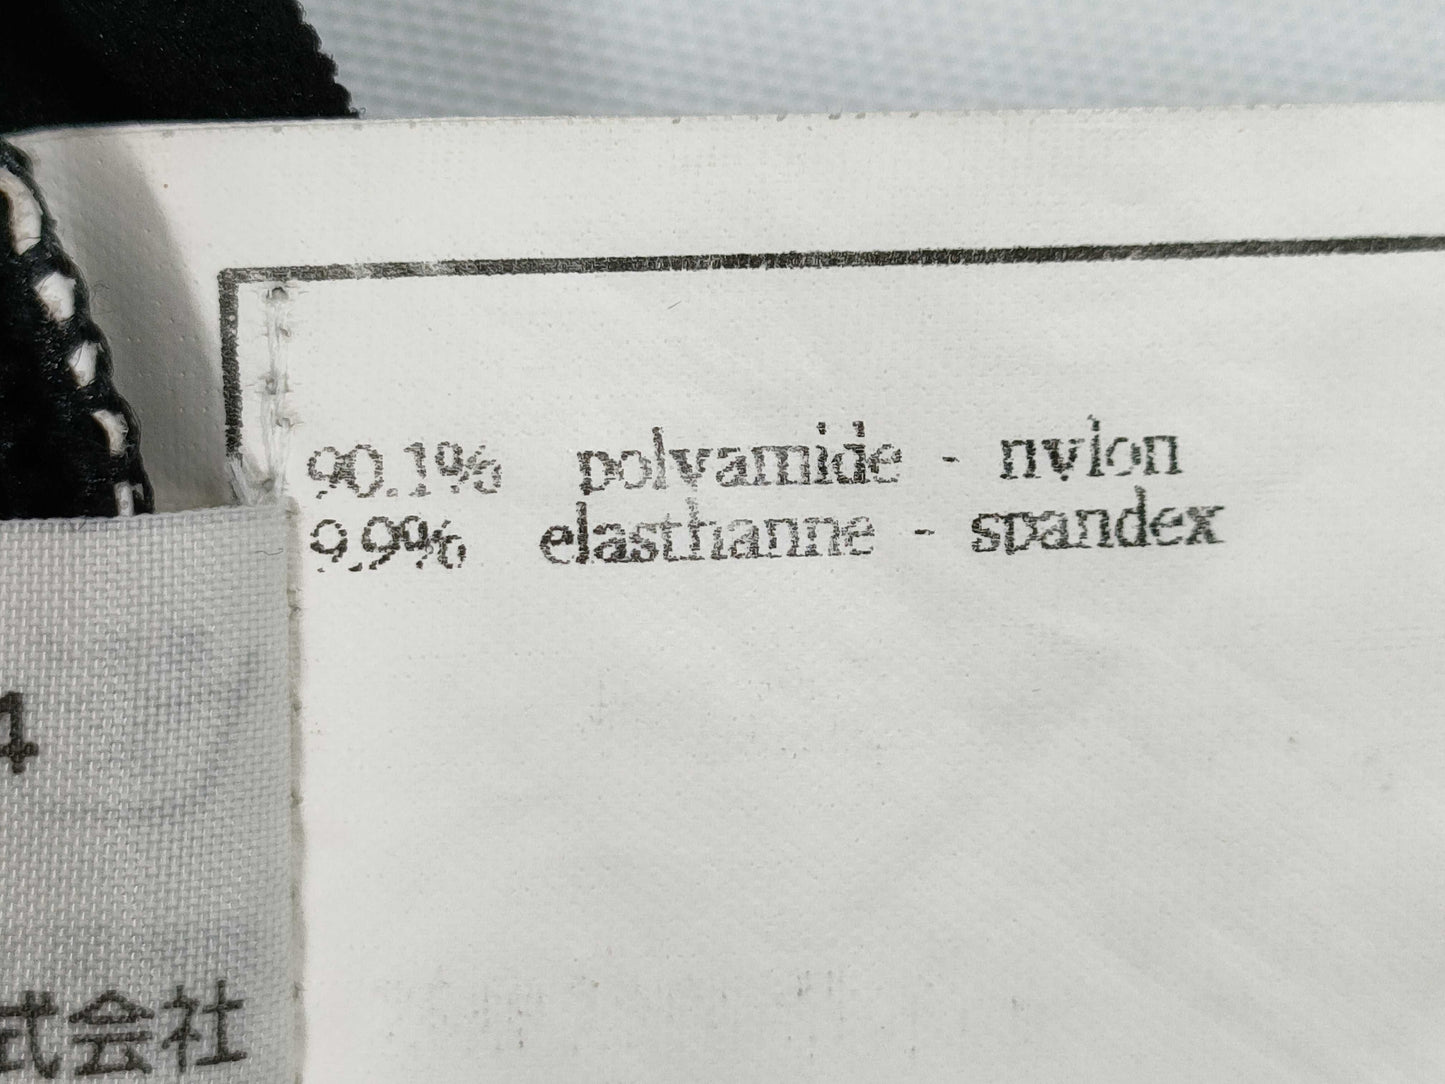 90.1% polyamide - nylon
9.9% elasthanne - spandex
4
式会社